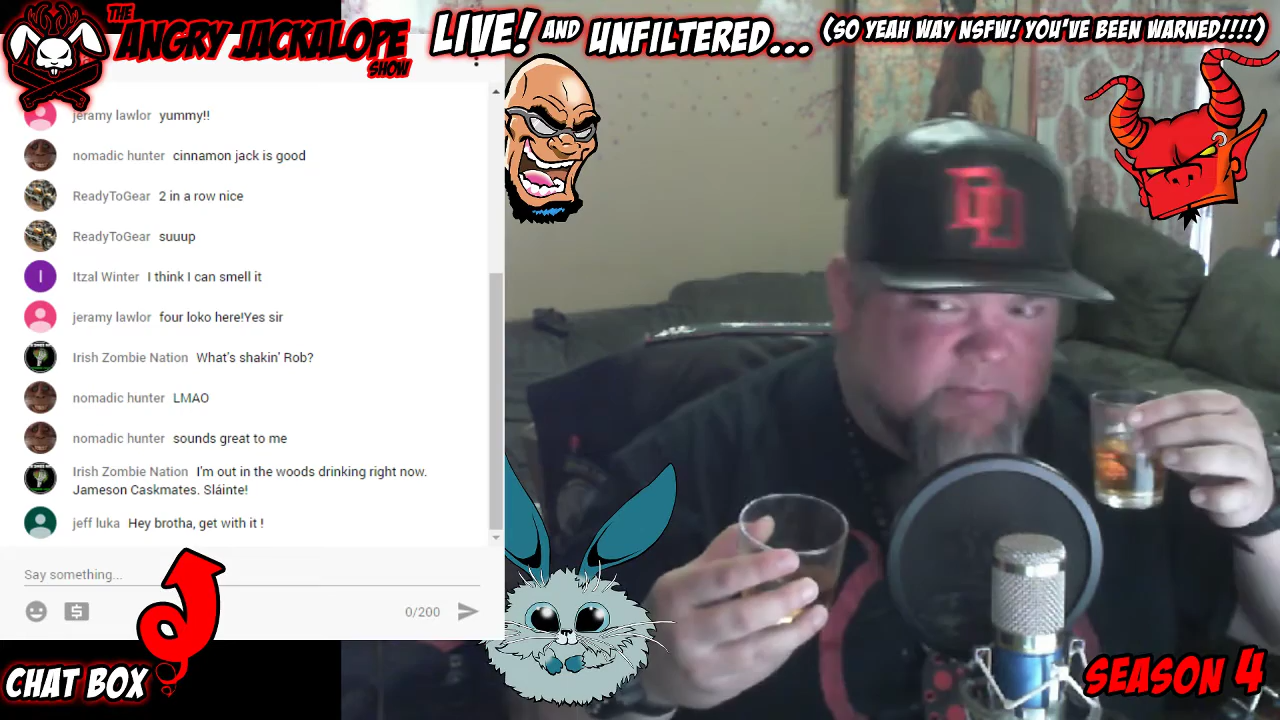 THE
ANGRY JACKALOPE
SHOW
LIVE! AND UNFILTERED... (SO YEAH WAY NSFW! YOU'VE BEEN WARNED!!!!)
jeramy lawlor yummy!!
nomadic hunter cinnamon jack is good
ReadyToGear 2 in a row nice
ReadyToGear suuup
I
Itzal Winter I think I can smell it
jeramy lawlor four loko here!Yes sir
Irish Zombie Nation What's shakin' Rob?
nomadic hunter LMAO
nomadic hunter sounds great to me
Irish Zombie Nation I'm out in the woods drinking right now.
Jameson Caskmates. Sláinte!
jeff luka Hey brotha, get with it !
Say something...
0/200
CHAT BOX
SEASON 4